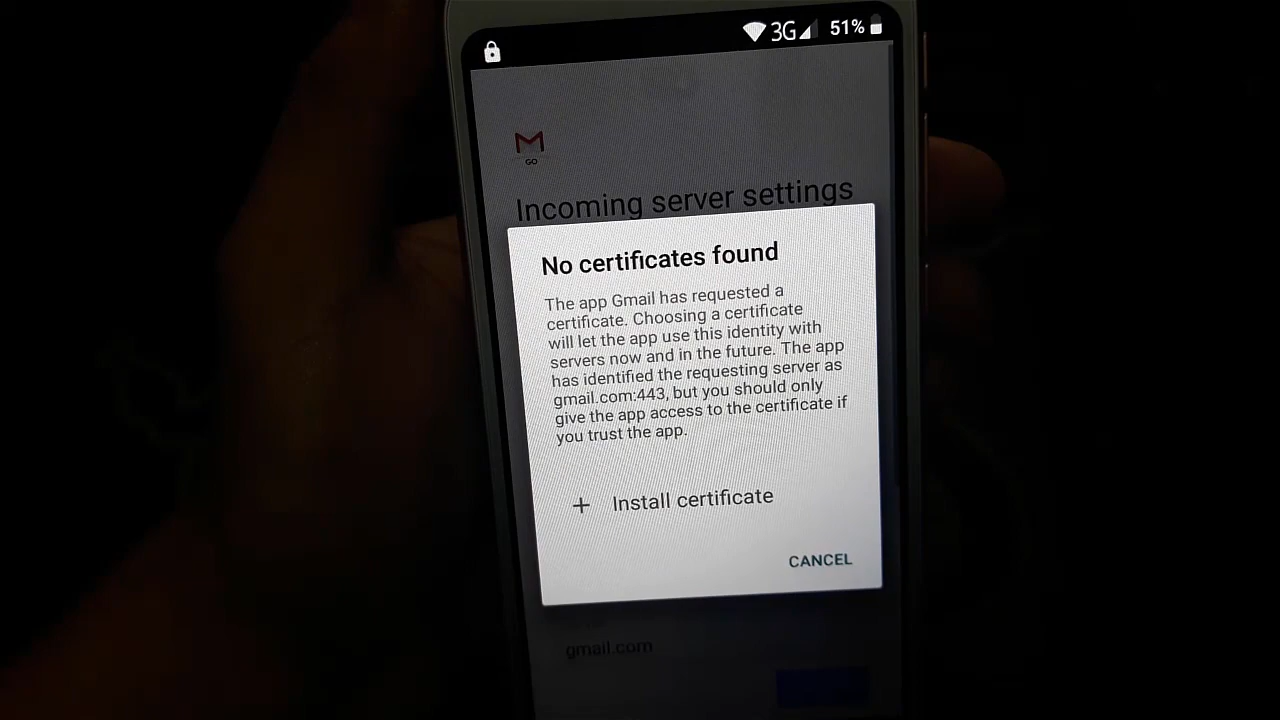 3G 51%
GO
Incoming server settings
No certificates found
The app Gmail has requested a
certificate. Choosing a certificate
will let the app use this identity with
servers now and in the future. The app
has identified the requesting server as
gmail.com:443, but you should only
give the app access to the certificate if
you trust the app.
+ Install certificate
CANCEL
gmail.com